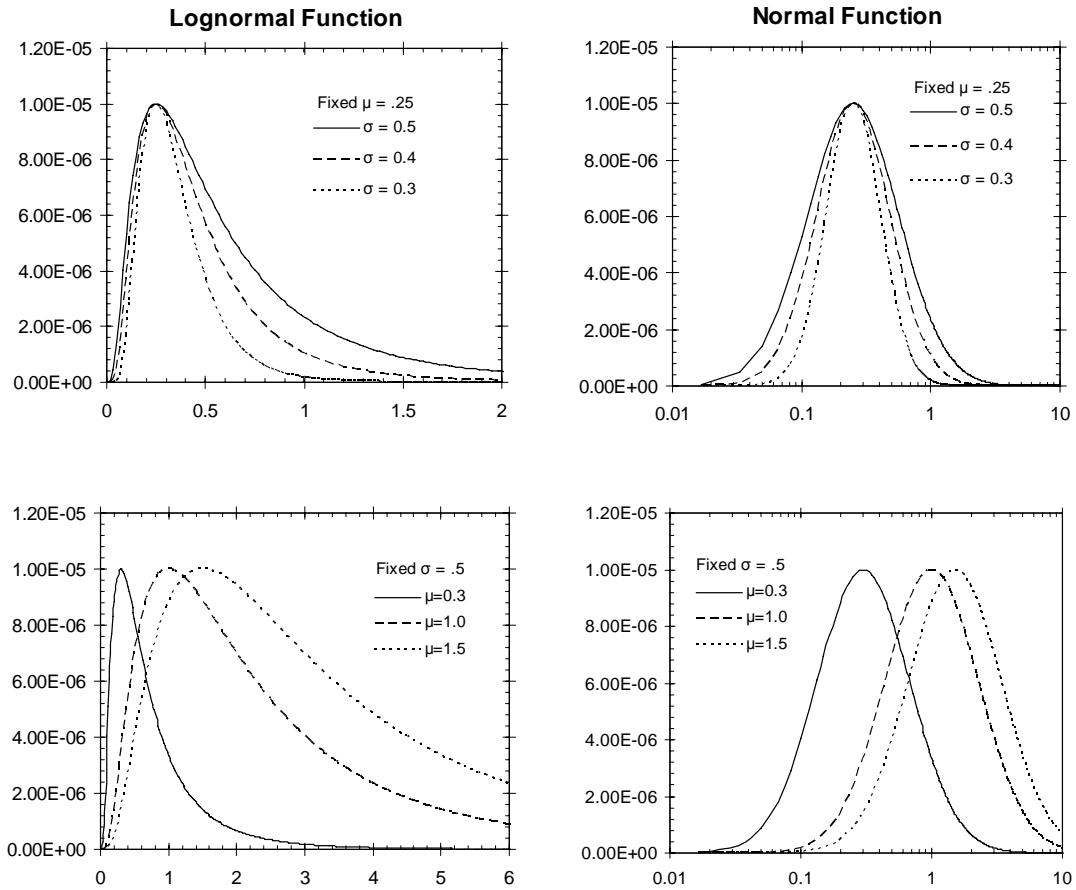 Lognormal Function
1.20E-05
1.00E-05
8.00E-06
6.00E-06
4.00E-06
2.00E-06
0.00E+00
0 0.5 1 1.5 2
Fixed μ = .25
σ = 0.5
σ = 0.4
σ = 0.3
Normal Function
1.20E-05
1.00E-05
8.00E-06
6.00E-06
4.00E-06
2.00E-06
0.00E+00
0.01 0.1 1 10
Fixed μ = .25
σ = 0.5
σ = 0.4
σ = 0.3
1.20E-05
1.00E-05
8.00E-06
6.00E-06
4.00E-06
2.00E-06
0.00E+00
0 1 2 3 4 5 6
Fixed σ = .5
μ=0.3
μ=1.0
μ=1.5
1.20E-05
1.00E-05
8.00E-06
6.00E-06
4.00E-06
2.00E-06
0.00E+00
0.01 0.1 1 10
Fixed σ = .5
μ=0.3
μ=1.0
μ=1.5